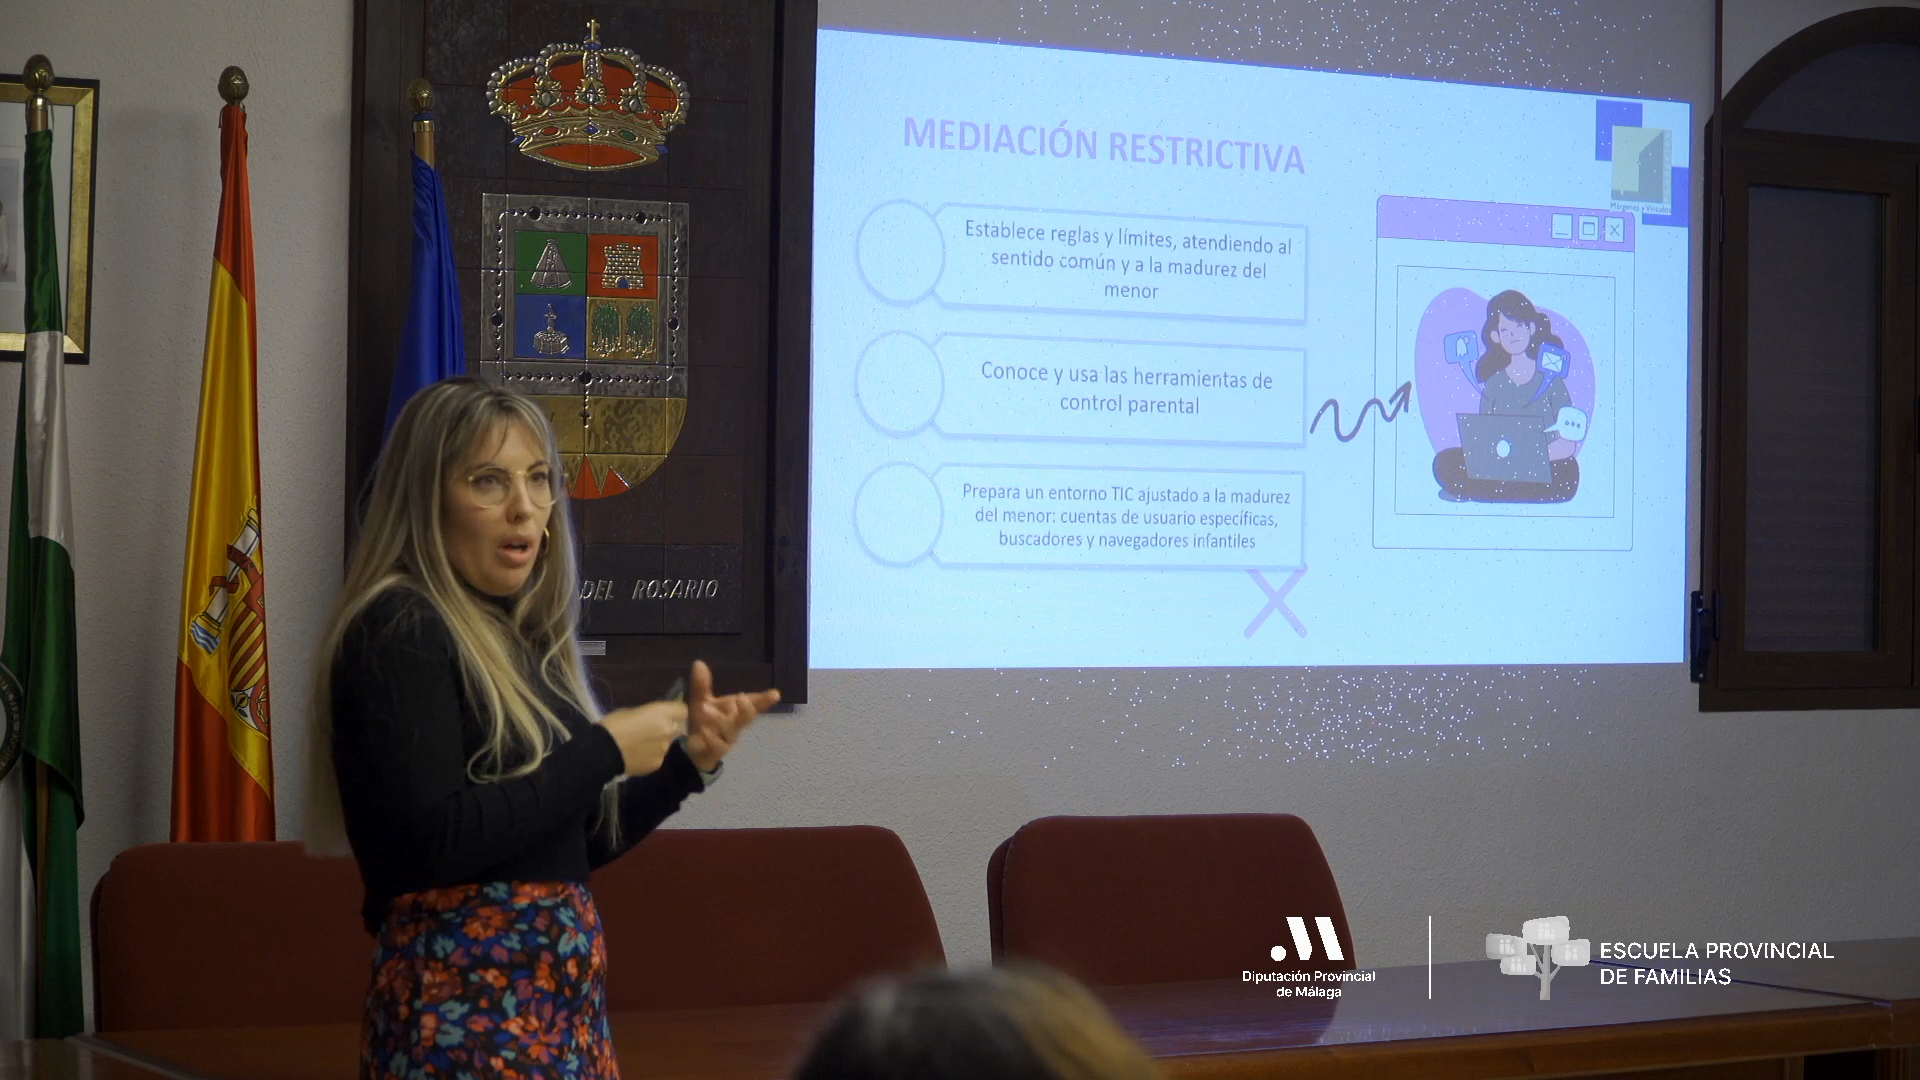 MEDIACIÓN RESTRICTIVA
Establece reglas y límites, atendiendo al
sentido común y a la madurez del
menor
Conoce y usa las herramientas de
control parental
Prepara un entorno TIC ajustado a la madurez
del menor: cuentas de usuario específicas,
buscadores y navegadores infantiles
Márgenes y Vínculos
DEL ROSARIO
Diputación Provincial
de Málaga
ESCUELA PROVINCIAL
DE FAMILIAS